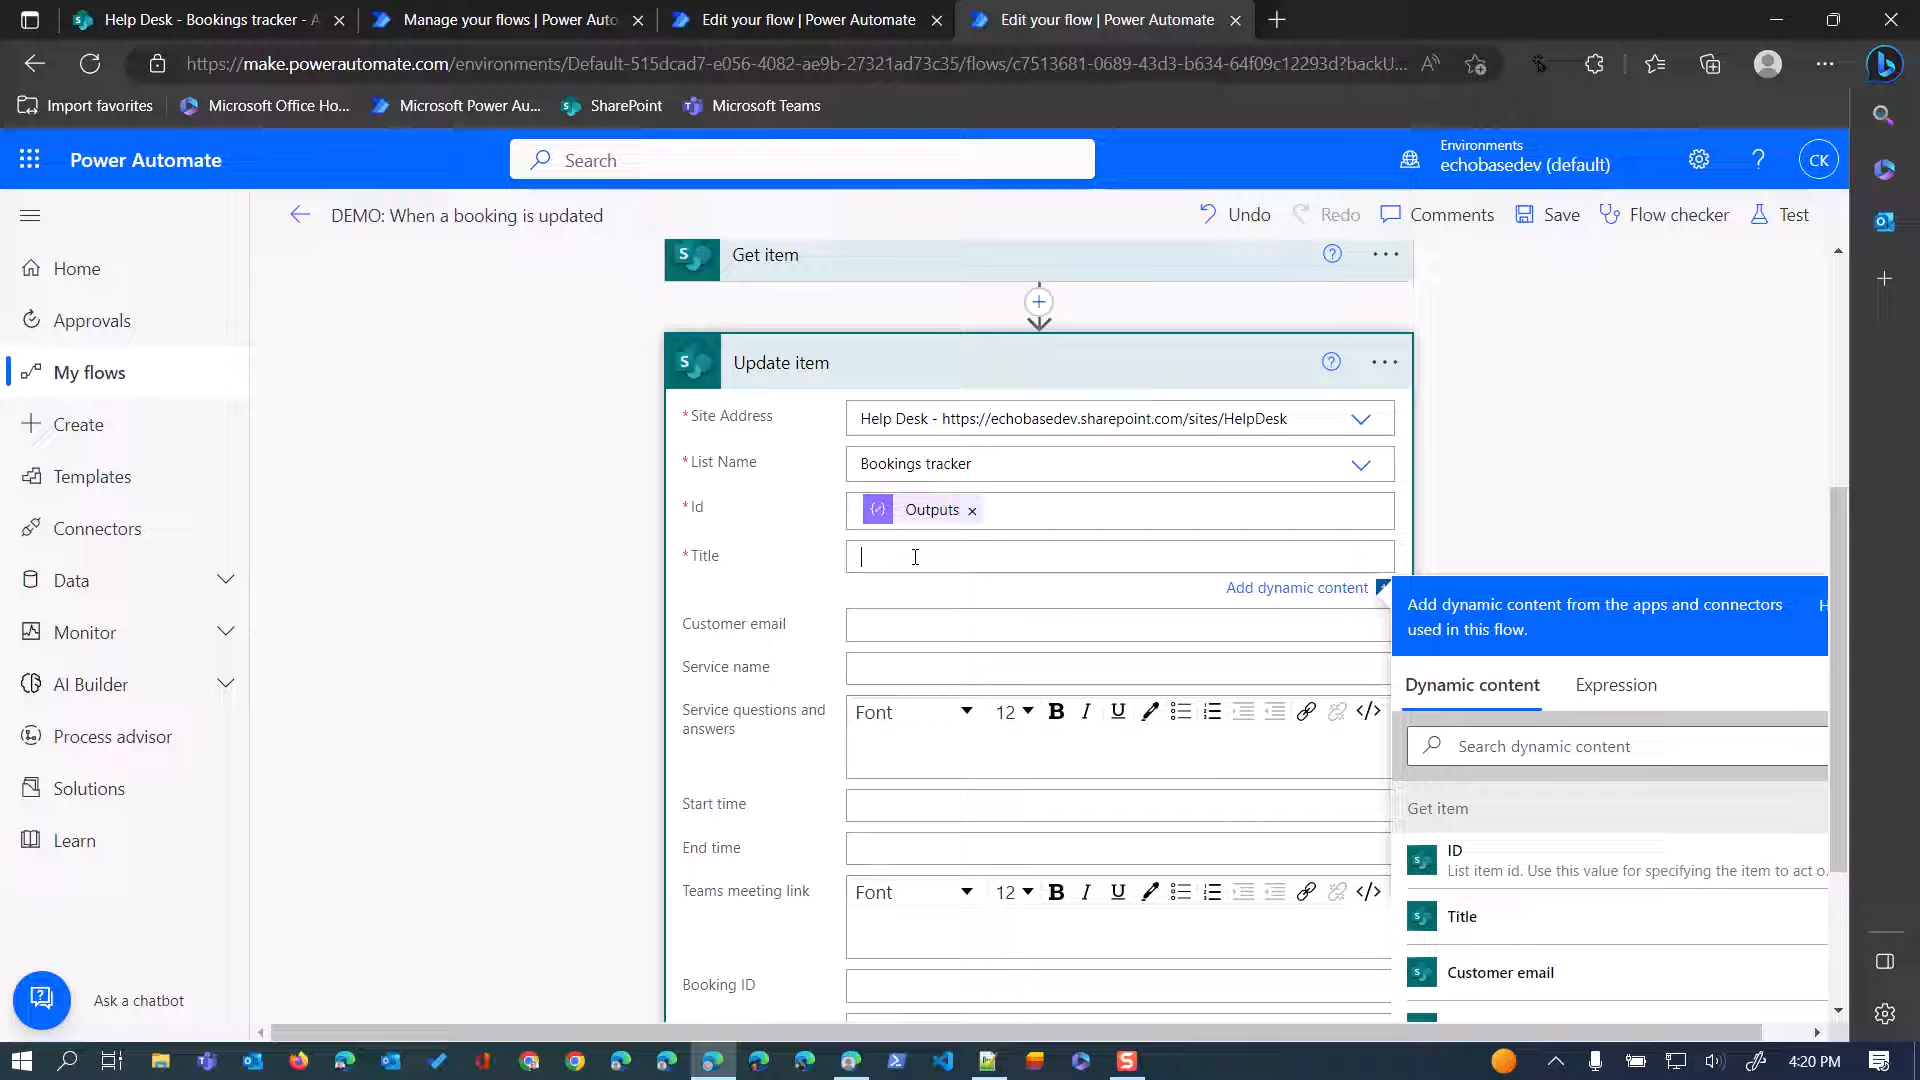 Help Desk - Bookings tracker - A
Manage your flows | Power Auto
Edit your flow | Power Automate
Edit your flow | Power Automate
https://make.powerautomate.com/environments/Default-515dcad7-e056-4082-ae9b-27321ad73c35/flows/c7513681-0689-43d3-b634-64f09c12293d?backU...
Import favorites
Microsoft Office Ho...
Microsoft Power Au...
SharePoint
Microsoft Teams
Power Automate
Search
Environments
echobasedev (default)
CK
DEMO: When a booking is updated
Undo
Redo
Comments
Save
Flow checker
Test
Home
Approvals
My flows
Create
Templates
Connectors
Data
Monitor
AI Builder
Process advisor
Solutions
Learn
Ask a chatbot
Get item
Update item
*Site Address
Help Desk - https://echobasedev.sharepoint.com/sites/HelpDesk
*List Name
Bookings tracker
*Id
Outputs
*Title
Add dynamic content
Customer email
Service name
Service questions and
answers
Font
12
Start time
End time
Teams meeting link
Font
12
Booking ID
Add dynamic content from the apps and connectors
used in this flow.
H
Dynamic content
Expression
Search dynamic content
Get item
ID
List item id. Use this value for specifying the item to act o.
Title
Customer email
4:20 PM